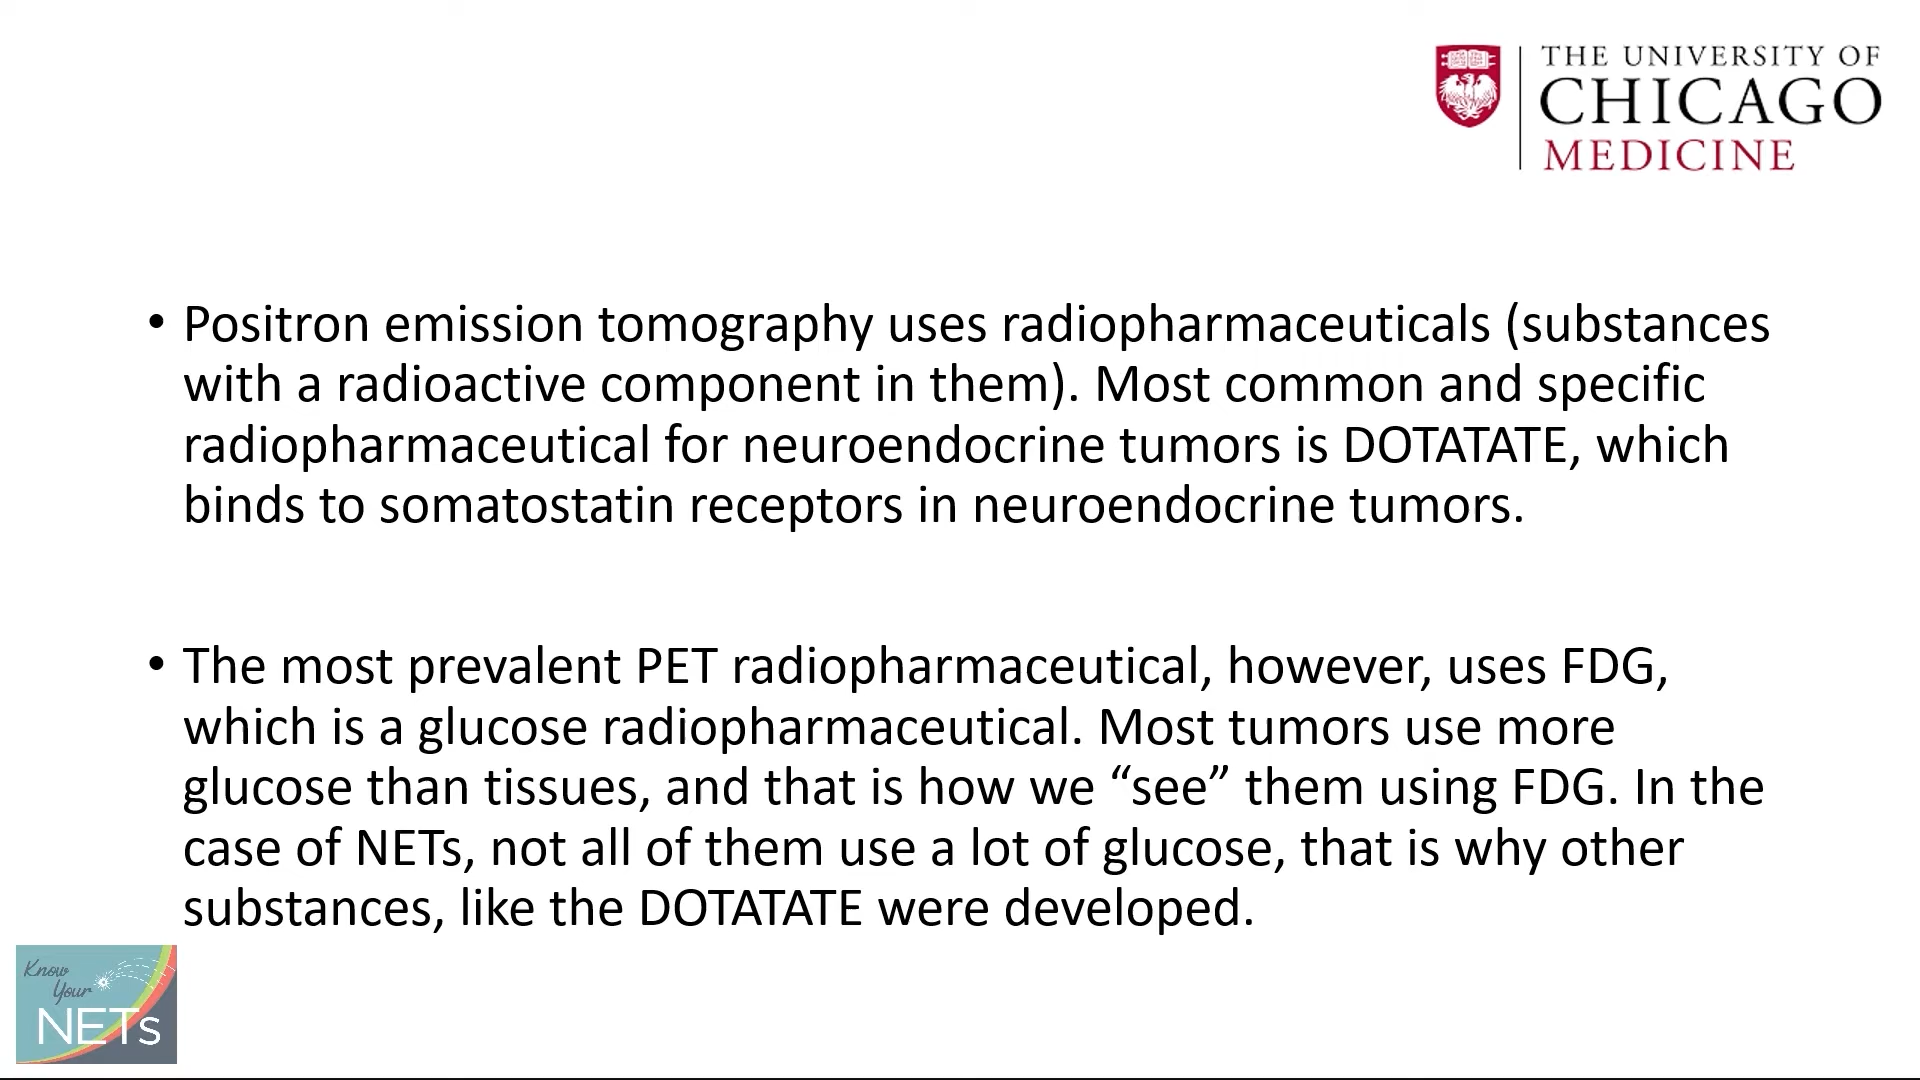 THE UNIVERSITY OF
CHICAGO
MEDICINE
• Positron emission tomography uses radiopharmaceuticals (substances
with a radioactive component in them). Most common and specific
radiopharmaceutical for neuroendocrine tumors is DOTATATE, which
binds to somatostatin receptors in neuroendocrine tumors.
• The most prevalent PET radiopharmaceutical, however, uses FDG,
which is a glucose radiopharmaceutical. Most tumors use more
glucose than tissues, and that is how we “see” them using FDG. In the
case of NETs, not all of them use a lot of glucose, that is why other
substances, like the DOTATATE were developed.
Know
Your
NETs